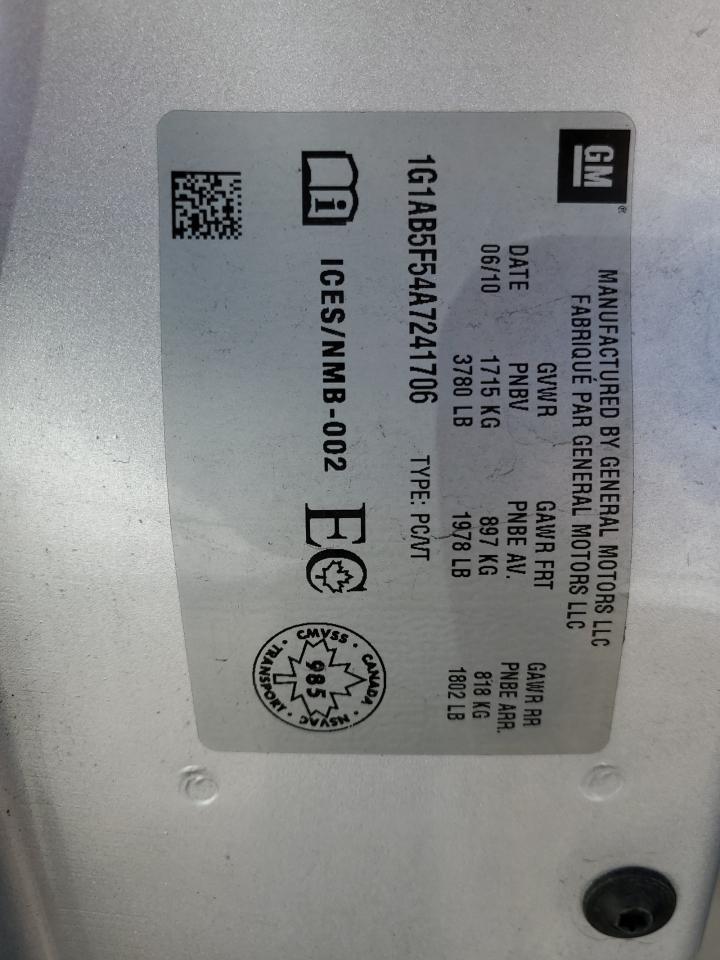 GM
MANUFACTURED BY GENERAL MOTORS LLC
FABRIQUÉ PAR GENERAL MOTORS LLC
DATE GVWR GAWR FRT GAWR RR
06/10 PNBV PNBE AV. PNBE ARR.
1715 KG 897 KG 818 KG
3780 LB 1978 LB 1802 LB
1G1AB5F54A7241706 TYPE: PC/VT
i ICES/NMB-002 EC
CMVSS · CANADA · NSVAC · TRANSPORT ·
985